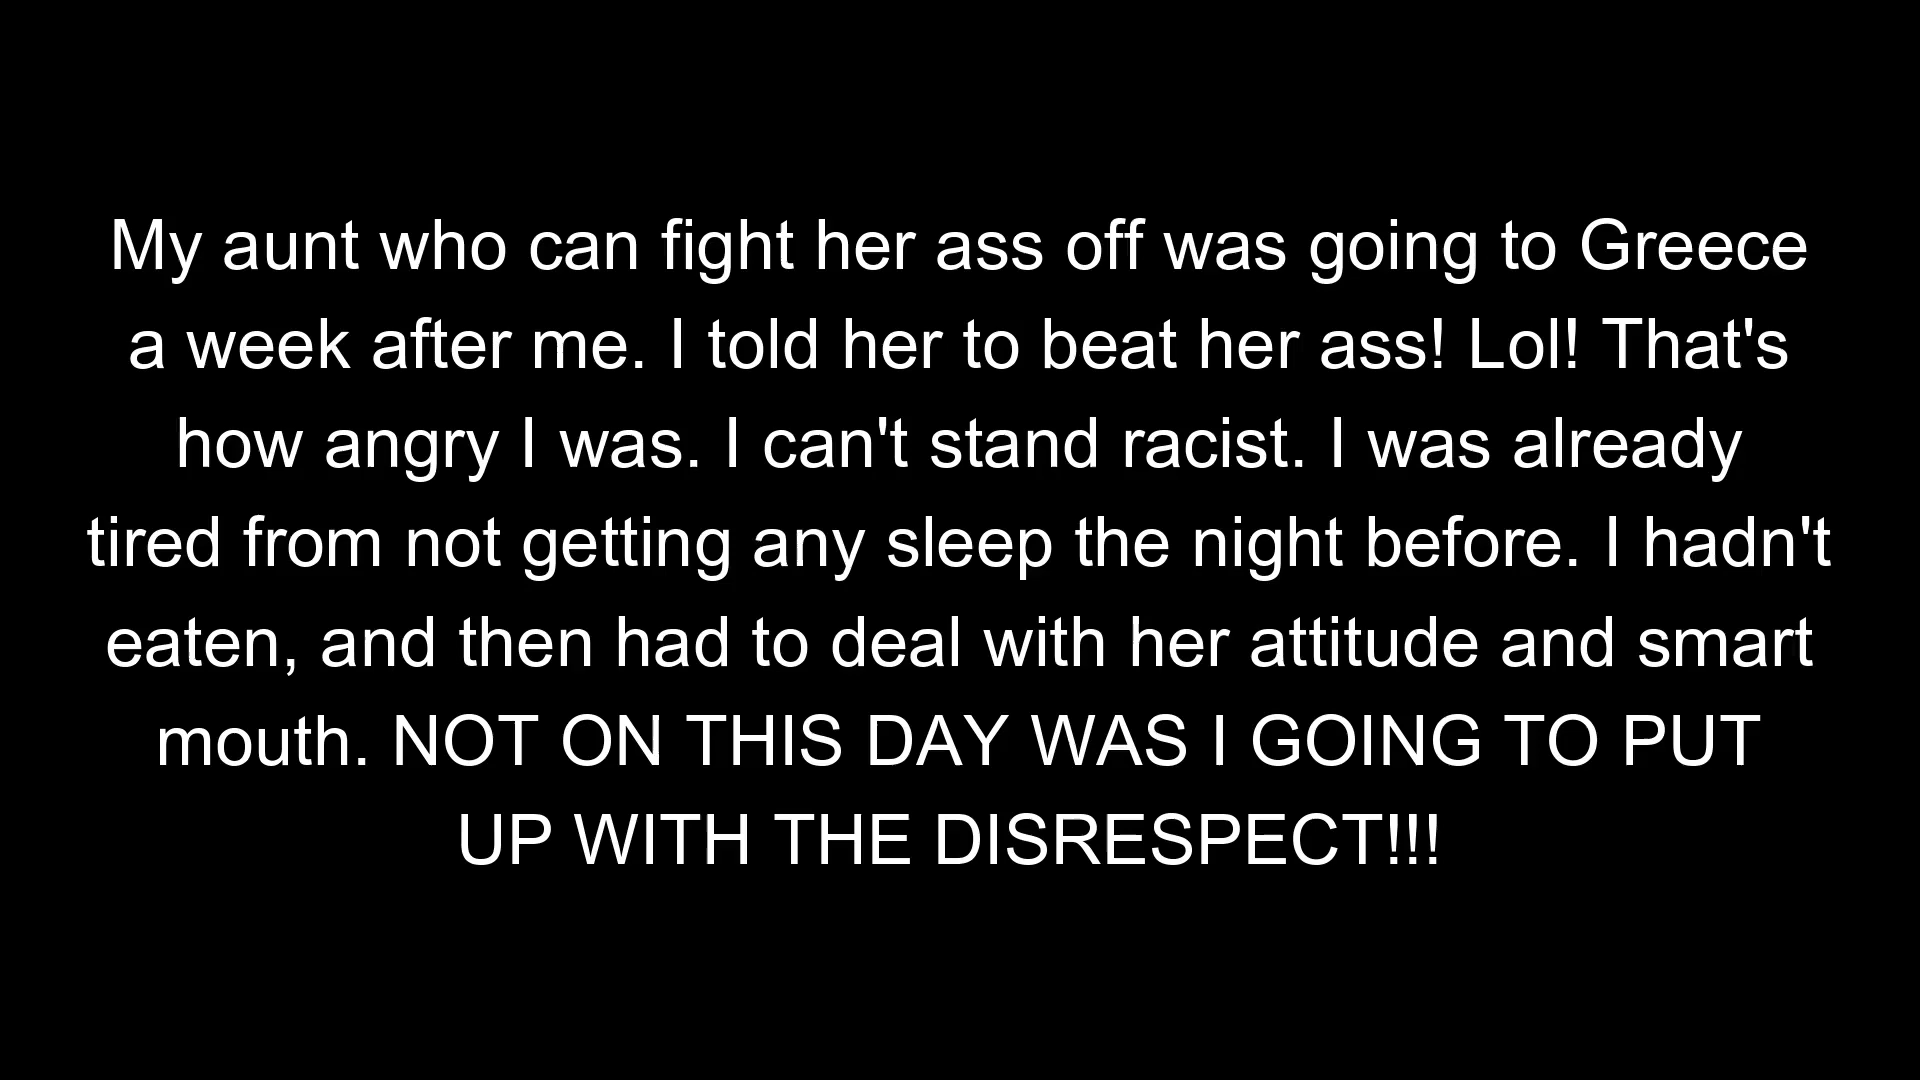 My aunt who can fight her ass off was going to Greece
a week after me. I told her to beat her ass! Lol! That's
how angry I was. I can't stand racist. I was already
tired from not getting any sleep the night before. I hadn't
eaten, and then had to deal with her attitude and smart
mouth. NOT ON THIS DAY WAS I GOING TO PUT
UP WITH THE DISRESPECT!!!